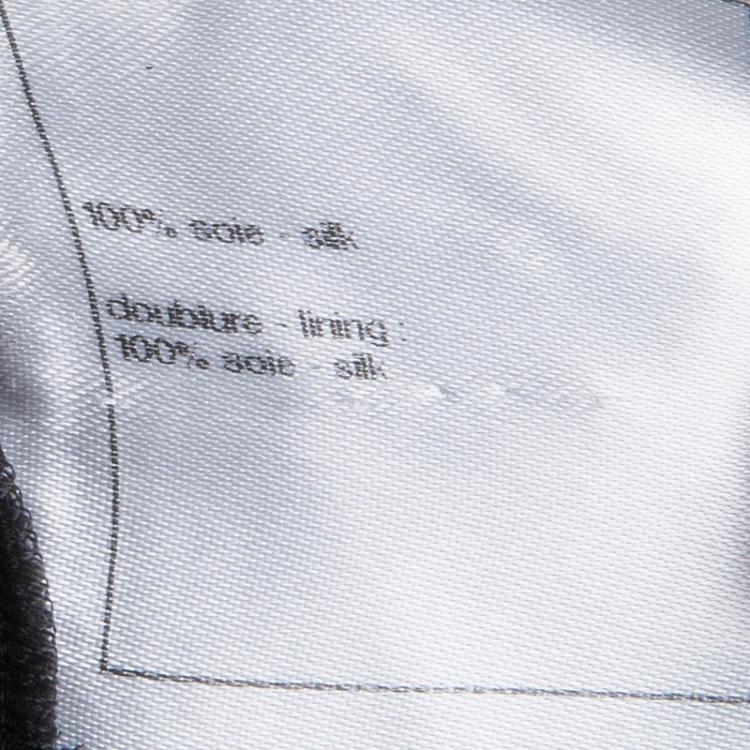 100% soie - silk
doublure - lining :
100% soie - silk